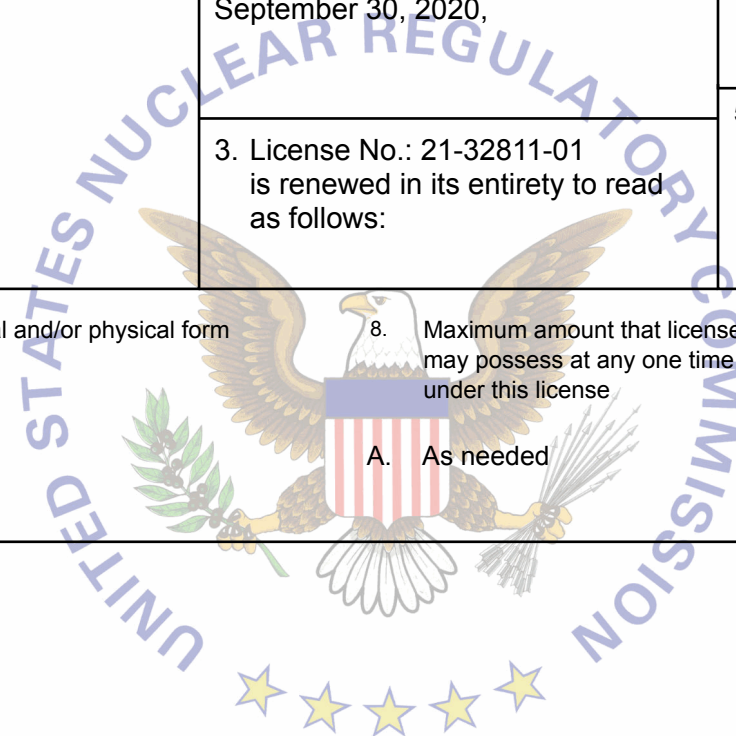 September 30, 2020,
3. License No.: 21-32811-01
is renewed in its entirety to read
as follows:
and/or physical form
8. Maximum amount that
may possess at any one time
under this license
A. As needed
UNITED STATES NUCLEAR REGULATORY COMMISSION